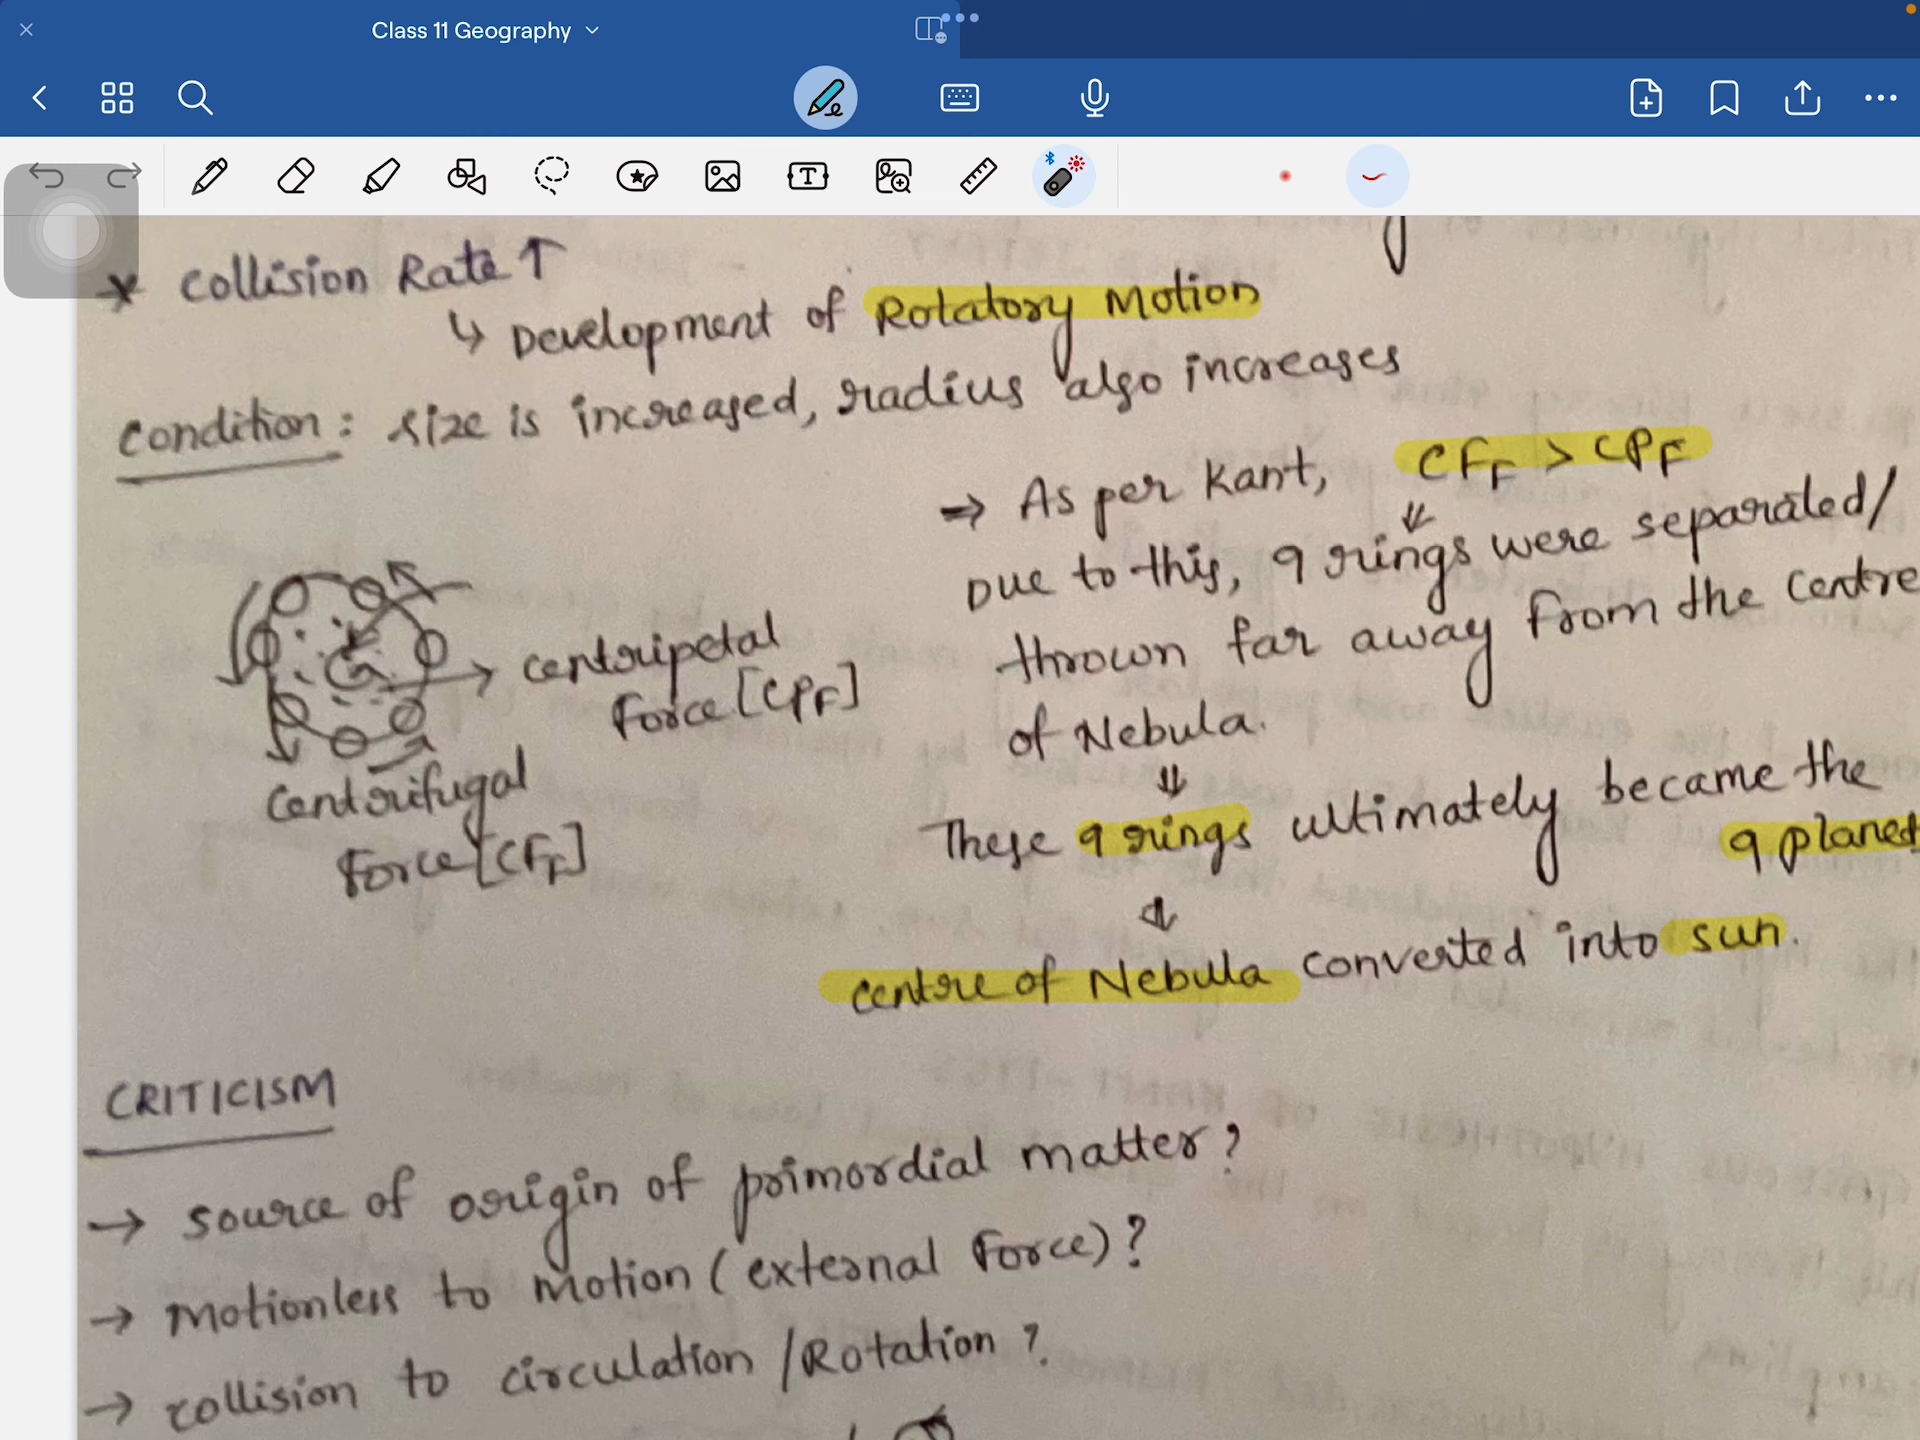 Class 11 Geography
* Collision Rate ↑
↳ Development of Rotatory Motion
Condition: size is increased, radius also increases
→ As per Kant, CFF > CPF
Due to this, 9 rings were separated/
thrown far away from the centre
of Nebula.
centripetal
Force [CPF]
Centrifugal
Force [CFF]
These 9 rings ultimately became the
9 planet
centre of Nebula converted into sun.
CRITICISM
→ source of origin of primordial matter?
→ Motionless to motion (external Force)?
→ collision to circulation /Rotation?